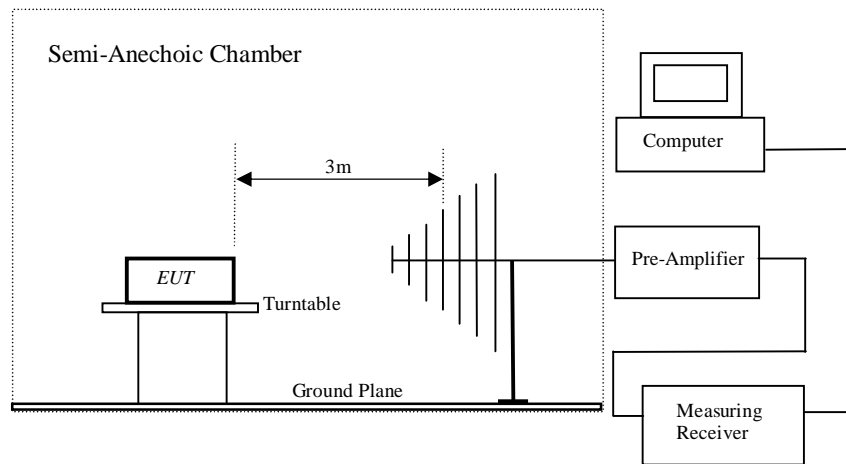 Semi-Anechoic Chamber
Computer
3m
Pre-Amplifier
EUT
Turntable
Ground Plane
Measuring
Receiver